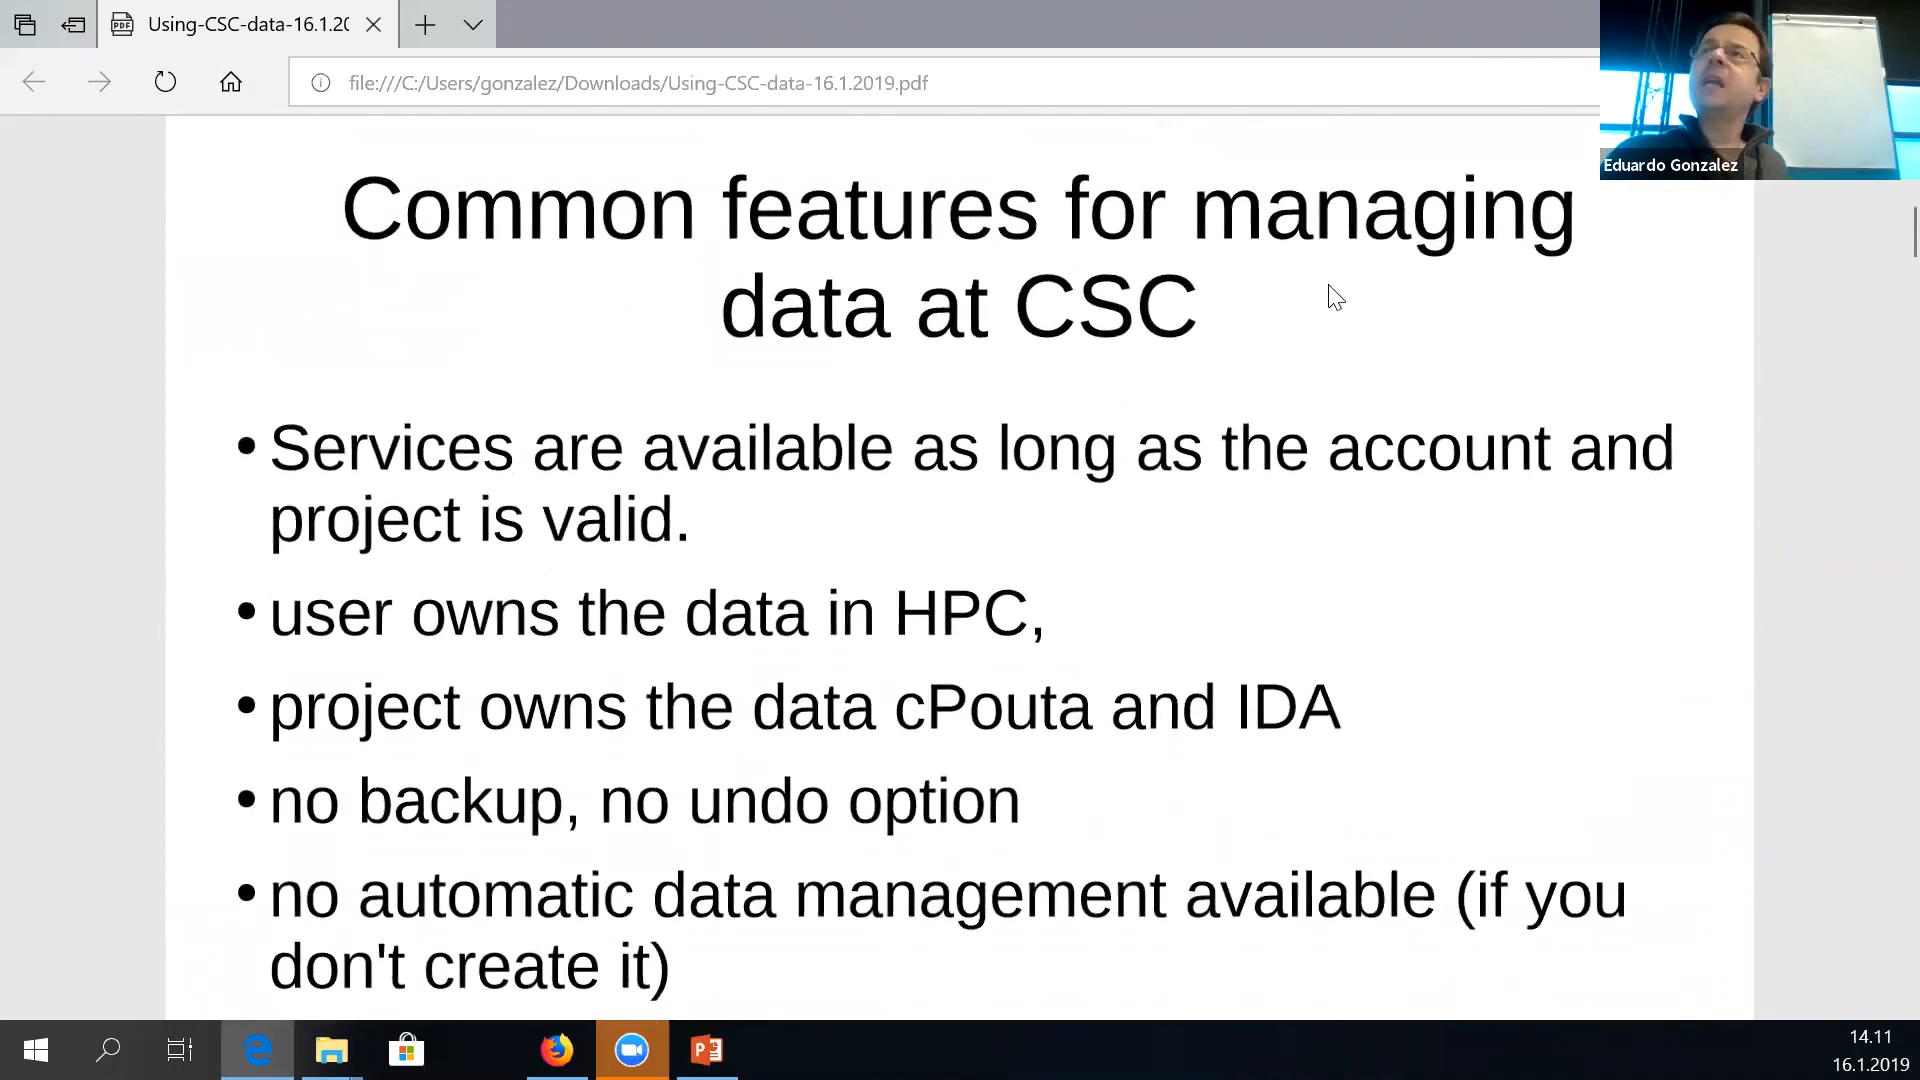 Using-CSC-data-16.1.20
file:///C:/Users/gonzalez/Downloads/Using-CSC-data-16.1.2019.pdf
Eduardo Gonzalez
Common features for managing
data at CSC
• Services are available as long as the account and
project is valid.
• user owns the data in HPC,
• project owns the data cPouta and IDA
• no backup, no undo option
• no automatic data management available (if you
don't create it)
14.11
16.1.2019